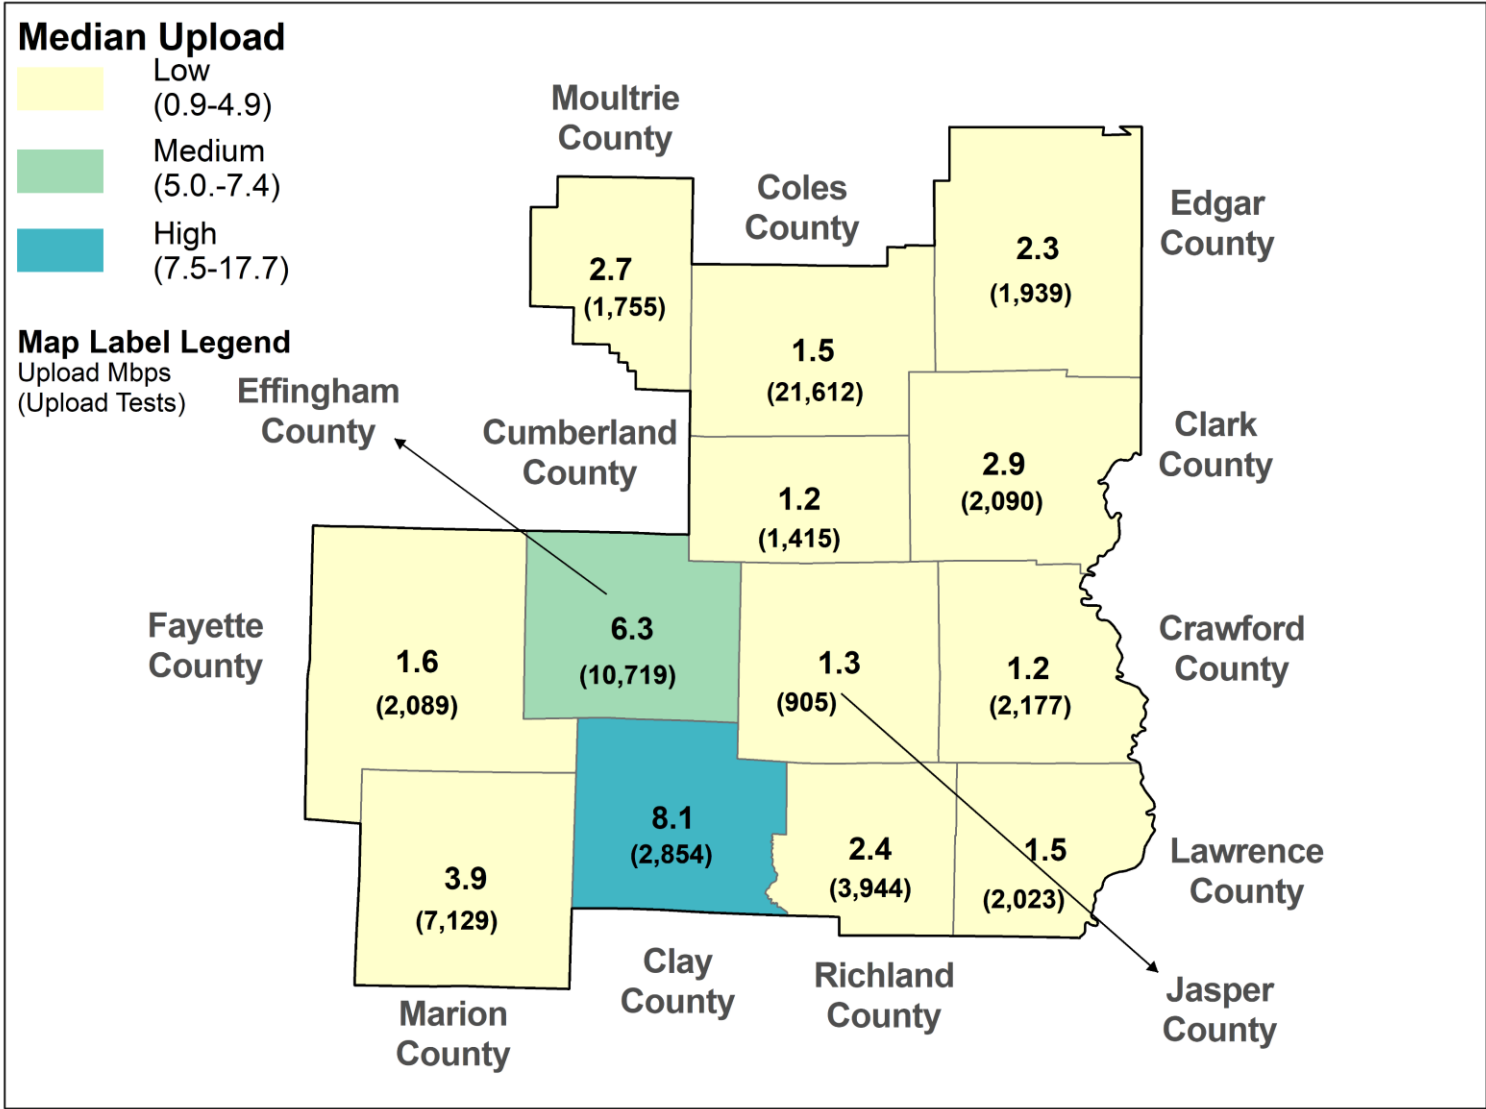 Median Upload
Low
(0.9-4.9)
Medium
(5.0.-7.4)
High
(7.5-17.7)
Map Label Legend
Upload Mbps
(Upload Tests)
Moultrie
County
2.7
(1,755)
Coles
County
1.5
(21,612)
Edgar
County
2.3
(1,939)
Effingham
County
Cumberland
County
1.2
(1,415)
Clark
County
2.9
(2,090)
Fayette
County
1.6
(2,089)
6.3
(10,719)
1.3
(905)
1.2
(2,177)
Crawford
County
3.9
(7,129)
Marion
County
8.1
(2,854)
Clay
County
2.4
(3,944)
Richland
County
1.5
(2,023)
Lawrence
County
Jasper
County